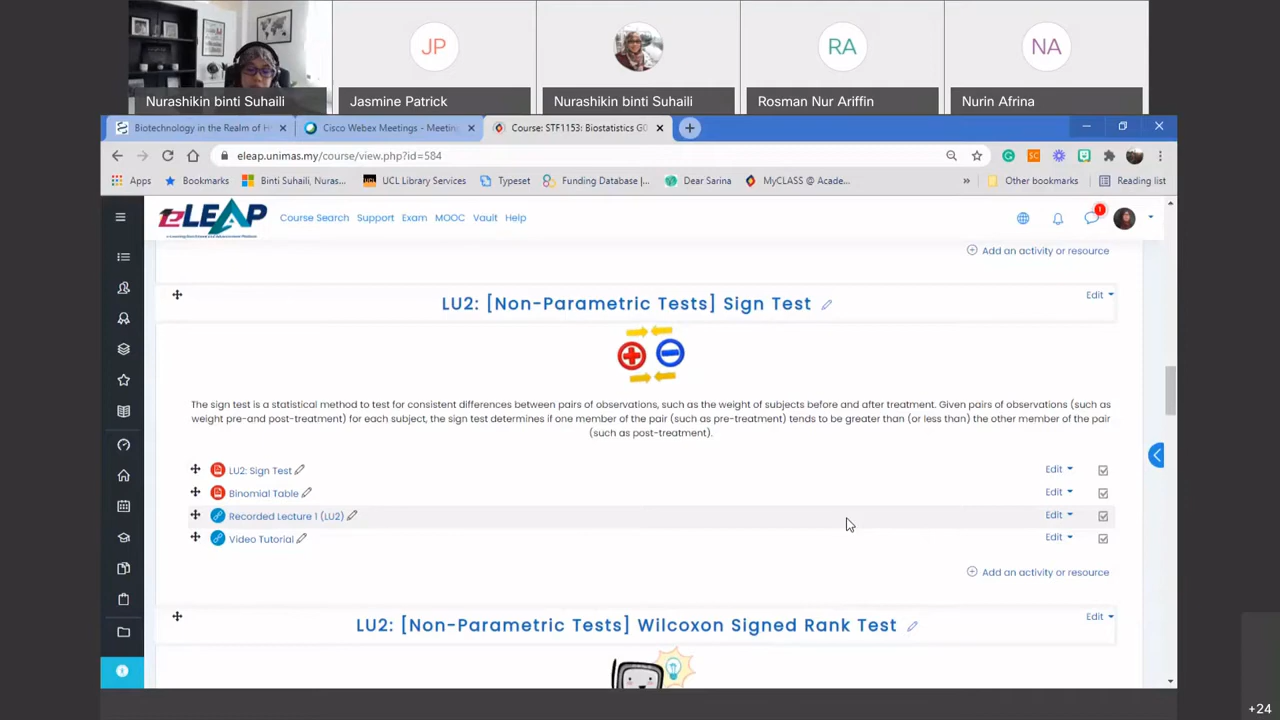 JP
RA
NA
Nurashikin binti Suhaili
Jasmine Patrick
Nurashikin binti Suhaili
Rosman Nur Ariffin
Nurin Afrina
Biotechnology in the Realm of H
Cisco Webex Meetings - Meetin
Course: STF1153: Biostatistics G0
eleap.unimas.my/course/view.php?id=584
Apps
Bookmarks
Binti Suhaili, Nuras...
UCL Library Services
Typeset
Funding Database |...
Dear Sarina
MyCLASS @ Acade...
»
Other bookmarks
Reading list
eLEAP
Course Search
Support
Exam
MOOC
Vault
Help
1
Add an activity or resource
LU2: [Non-Parametric Tests] Sign Test
Edit
The sign test is a statistical method to test for consistent differences between pairs of observations, such as the weight of subjects before and after treatment. Given pairs of observations (such as
weight pre-and post-treatment) for each subject, the sign test determines if one member of the pair (such as pre-treatment) tends to be greater than (or less than) the other member of the pair
(such as post-treatment).
LU2: Sign Test
Edit
Binomial Table
Edit
Recorded Lecture 1 (LU2)
Edit
Video Tutorial
Edit
Add an activity or resource
LU2: [Non-Parametric Tests] Wilcoxon Signed Rank Test
Edit
+24